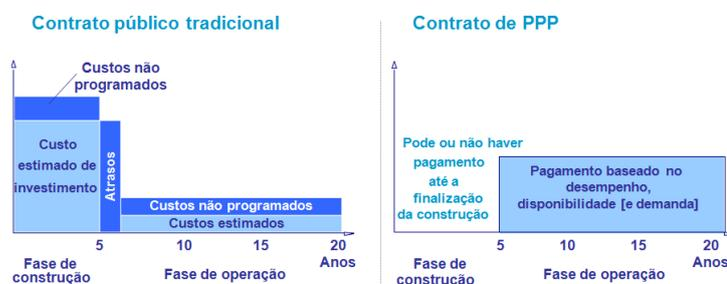 Contrato público tradicional
Custos não
programados
Custo
estimado de
investimento
Atrasos
Custos não programados
Custos estimados
5
10
15
20
Anos
Fase de
construção
Fase de operação
Contrato de PPP
Pode ou não haver
pagamento
até a
finalização
da construção
Pagamento baseado no
desempenho,
disponibilidade [e demanda]
5
10
15
20
Anos
Fase de
construção
Fase de operação